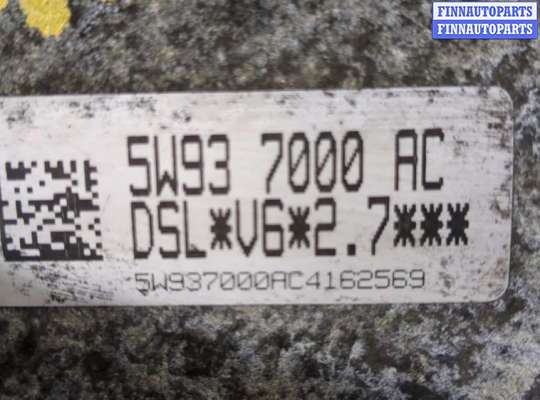 FINNAUTOPARTS
FINNAUTOPARTS
5W93 7000 AC
DSL*V6*2.7***
5W937000AC4162569